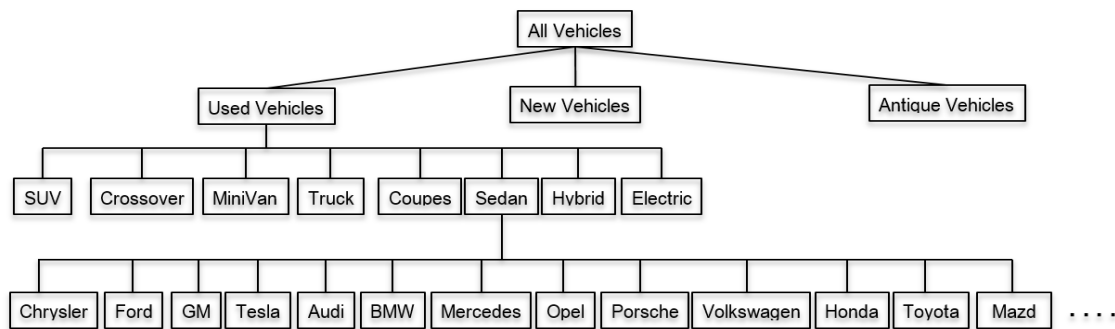 All Vehicles
Used Vehicles
New Vehicles
Antique Vehicles
SUV
Crossover
MiniVan
Truck
Coupes
Sedan
Hybrid
Electric
Chrysler
Ford
GM
Tesla
Audi
BMW
Mercedes
Opel
Porsche
Volkswagen
Honda
Toyota
Mazd
. . . .